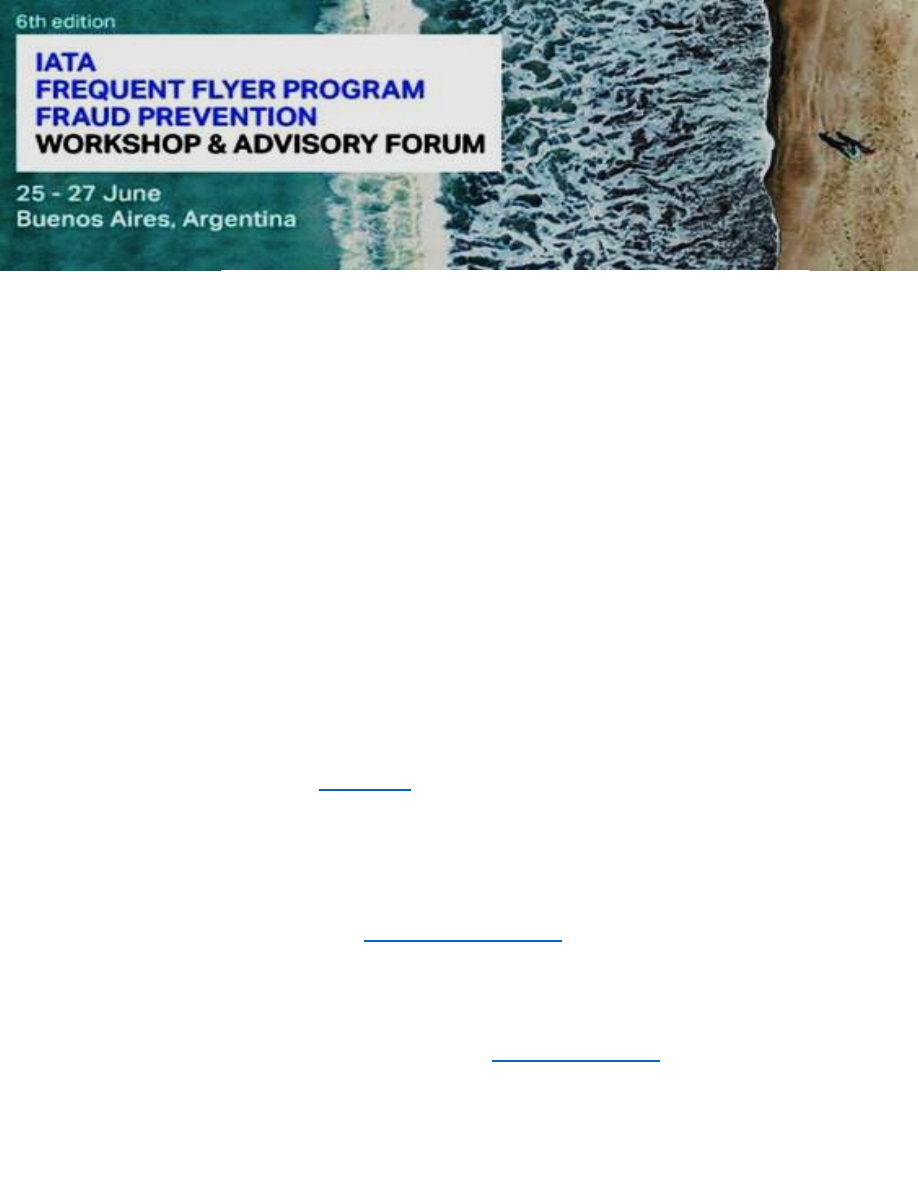 6th edition
IATA
FREQUENT FLYER PROGRAM
FRAUD PREVENTION
WORKSHOP & ADVISORY FORUM
25 - 27 June
Buenos Aires, Argentina